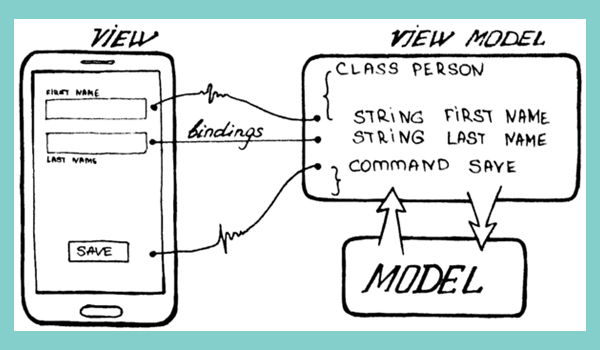 VIEW
FIRST NAME
LAST NAME
SAVE
bindings
VIEW MODEL
CLASS PERSON
STRING FIRST NAME
STRING LAST NAME
COMMAND SAVE
MODEL